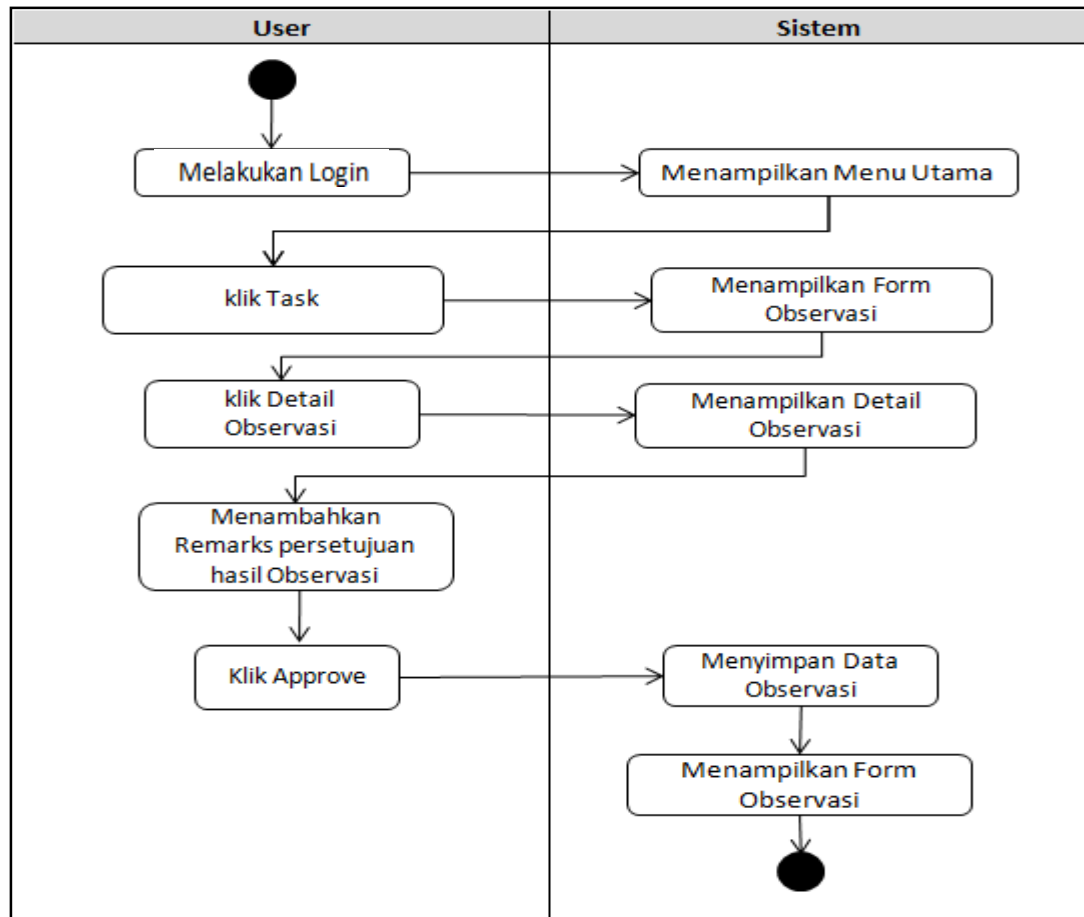 User
Sistem
Melakukan Login
Menampilkan Menu Utama
klik Task
Menampilkan Form
Observasi
klik Detail
Observasi
Menampilkan Detail
Observasi
Menambahkan
Remarks persetujuan
hasil Observasi
Klik Approve
Menyimpan Data
Observasi
Menampilkan Form
Observasi